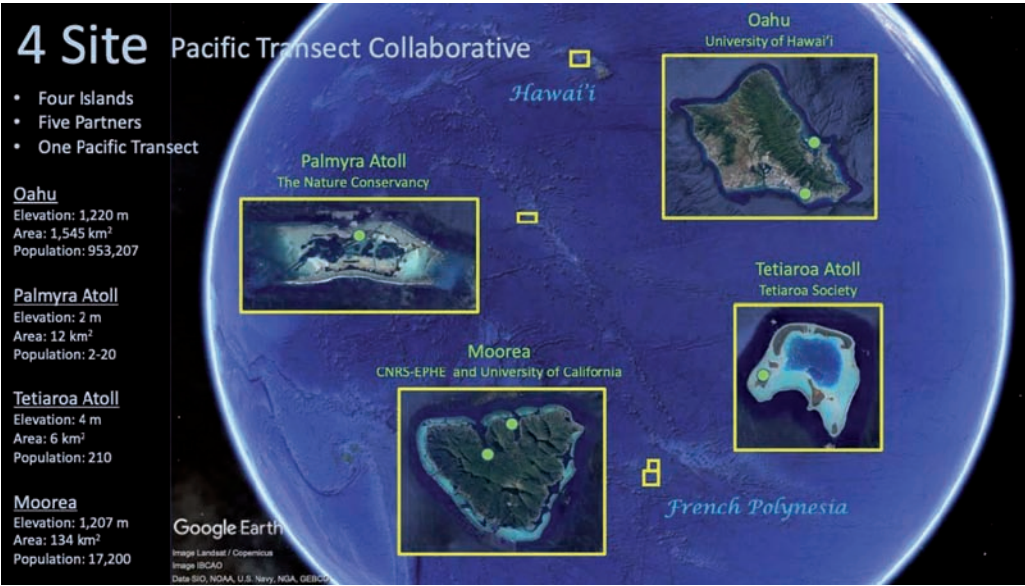 4 Site Pacific Transect Collaborative
• Four Islands
• Five Partners
• One Pacific Transect
Oahu
Elevation: 1,220 m
Area: 1,545 km²
Population: 953,207
Palmyra Atoll
Elevation: 2 m
Area: 12 km²
Population: 2-20
Tetiaroa Atoll
Elevation: 4 m
Area: 6 km²
Population: 210
Moorea
Elevation: 1,207 m
Area: 134 km²
Population: 17,200
Oahu
University of Hawai'i
Hawai'i
Palmyra Atoll
The Nature Conservancy
Tetiaroa Atoll
Tetiaroa Society
Moorea
CNRS-EPHE and University of California
French Polynesia
Google Earth
Image Landsat / Copernicus
Image IBCAO
Data SIO, NOAA, U.S. Navy, NGA, GEBCO